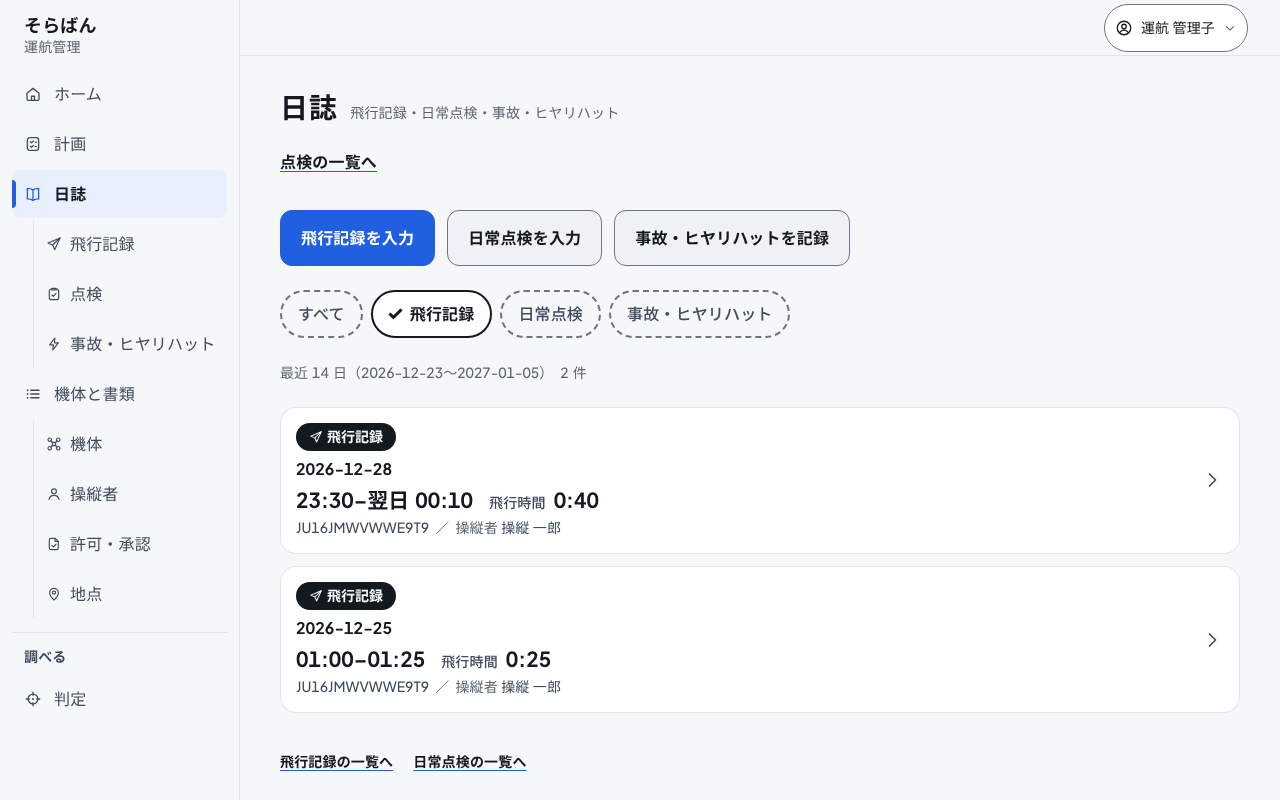 そらばん
運航管理
運航 管理子
ホーム
計画
日誌
飛行記録
点検
事故・ヒヤリハット
機体と書類
機体
操縦者
許可・承認
地点
調べる
判定
日誌 飛行記録・日常点検・事故・ヒヤリハット
点検の一覧へ
飛行記録を入力 日常点検を入力 事故・ヒヤリハットを記録
すべて 飛行記録 日常点検 事故・ヒヤリハット
最近 14 日（2026-12-23〜2027-01-05） 2 件
飛行記録
2026-12-28
23:30–翌日 00:10 飛行時間 0:40
JU16JMWVWWE9T9 ／ 操縦者 操縦 一郎
飛行記録
2026-12-25
01:00–01:25 飛行時間 0:25
JU16JMWVWWE9T9 ／ 操縦者 操縦 一郎
飛行記録の一覧へ 日常点検の一覧へ